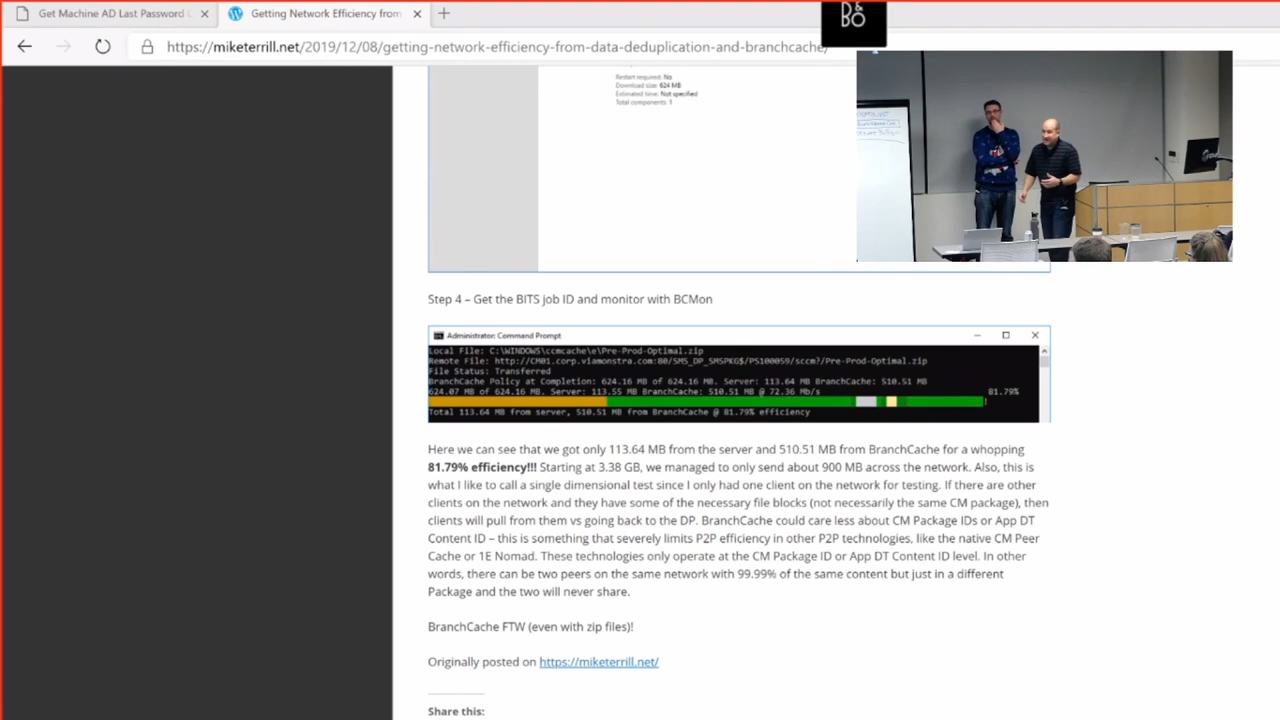 Get Machine AD Last Password
Getting Network Efficiency from
https://miketerrill.net/2019/12/08/getting-network-efficiency-from-data-deduplication-and-branchcache/
Restart required: No
Download size: 624 MB
Estimated time: Not specified
Total components: 1
Step 4 – Get the BITS job ID and monitor with BCMon
Administrator: Command Prompt
Local File: C:\WINDOWS\ccmcache\e\Pre-Prod-Optimal.zip
Remote File: http://CM01.corp.viamonstra.com:80/SMS_DP_SMSPKG$/PS100059/sccm?/Pre-Prod-Optimal.zip
File Status: Transferred
BranchCache Policy at Completion: 624.16 MB of 624.16 MB. Server: 113.64 MB BranchCache: 510.51 MB
624.07 MB of 624.16 MB. Server: 113.55 MB BranchCache: 510.51 MB @ 72.36 Mb/s 81.79%
Total 113.64 MB from server, 510.51 MB from BranchCache @ 81.79% efficiency
Here we can see that we got only 113.64 MB from the server and 510.51 MB from BranchCache for a whopping
81.79% efficiency!!! Starting at 3.38 GB, we managed to only send about 900 MB across the network. Also, this is
what I like to call a single dimensional test since I only had one client on the network for testing. If there are other
clients on the network and they have some of the necessary file blocks (not necessarily the same CM package), then
clients will pull from them vs going back to the DP. BranchCache could care less about CM Package IDs or App DT
Content ID – this is something that severely limits P2P efficiency in other P2P technologies, like the native CM Peer
Cache or 1E Nomad. These technologies only operate at the CM Package ID or App DT Content ID level. In other
words, there can be two peers on the same network with 99.99% of the same content but just in a different
Package and the two will never share.
BranchCache FTW (even with zip files)!
Originally posted on https://miketerrill.net/
Share this: